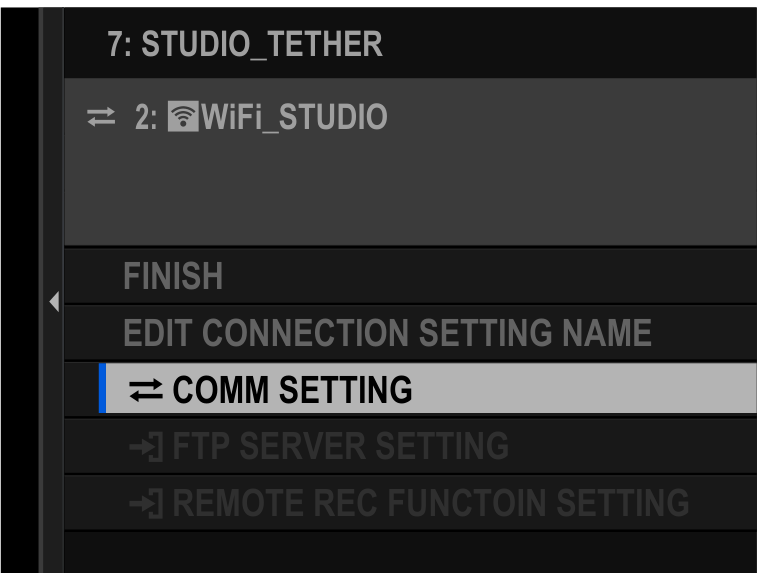 7: STUDIO_TETHER
2: WiFi_STUDIO
FINISH
EDIT CONNECTION SETTING NAME
COMM SETTING
FTP SERVER SETTING
REMOTE REC FUNCTOIN SETTING